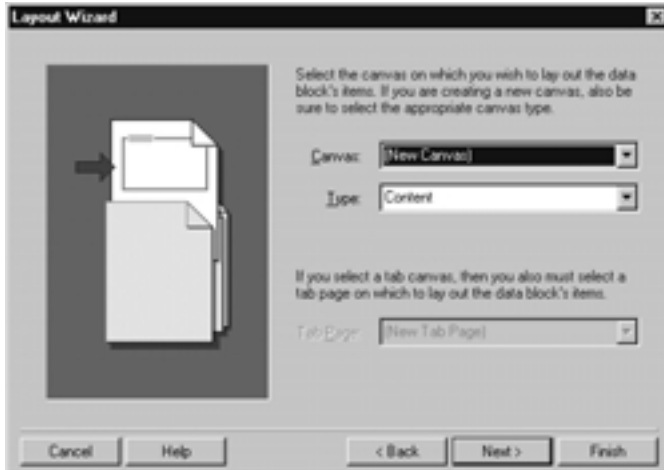 Layout Wizard
Select the canvas on which you wish to lay out the data
block's items. If you are creating a new canvas, also be
sure to select the appropriate canvas type.
Canvas: (New Canvas)
Type: Content
If you select a tab canvas, then you also must select a
tab page on which to lay out the data block's items.
Tab Page: (New Tab Page)
Cancel Help < Back Next > Finish